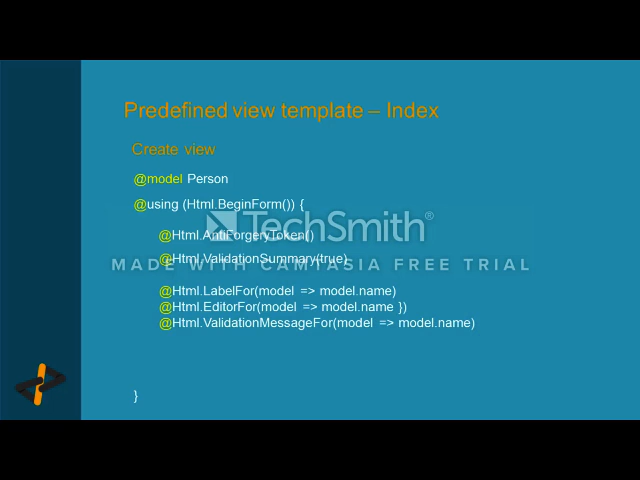 Predefined view template – Index
Create view
@model Person
@using (Html.BeginForm()) {
TechSmith®
@Html.AntiForgeryToken()
@Html.ValidationSummary(true)
MADE WITH CAMTASIA FREE TRIAL
@Html.LabelFor(model => model.name)
@Html.EditorFor(model => model.name })
@Html.ValidationMessageFor(model => model.name)
}